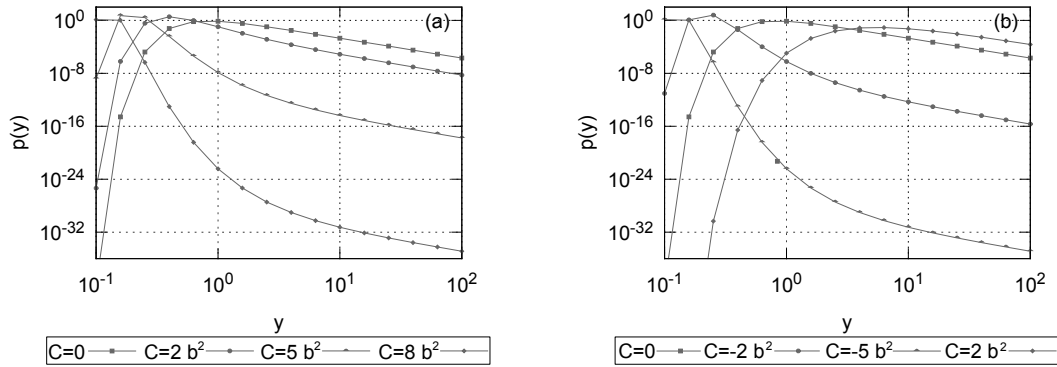 (a)
10^0
10^-8
10^-16
10^-24
10^-32
p(y)
10^-1
10^0
10^1
10^2
y
C=0
C=2 b^2
C=5 b^2
C=8 b^2
(b)
10^0
10^-8
10^-16
10^-24
10^-32
p(y)
10^-1
10^0
10^1
10^2
y
C=0
C=-2 b^2
C=-5 b^2
C=2 b^2